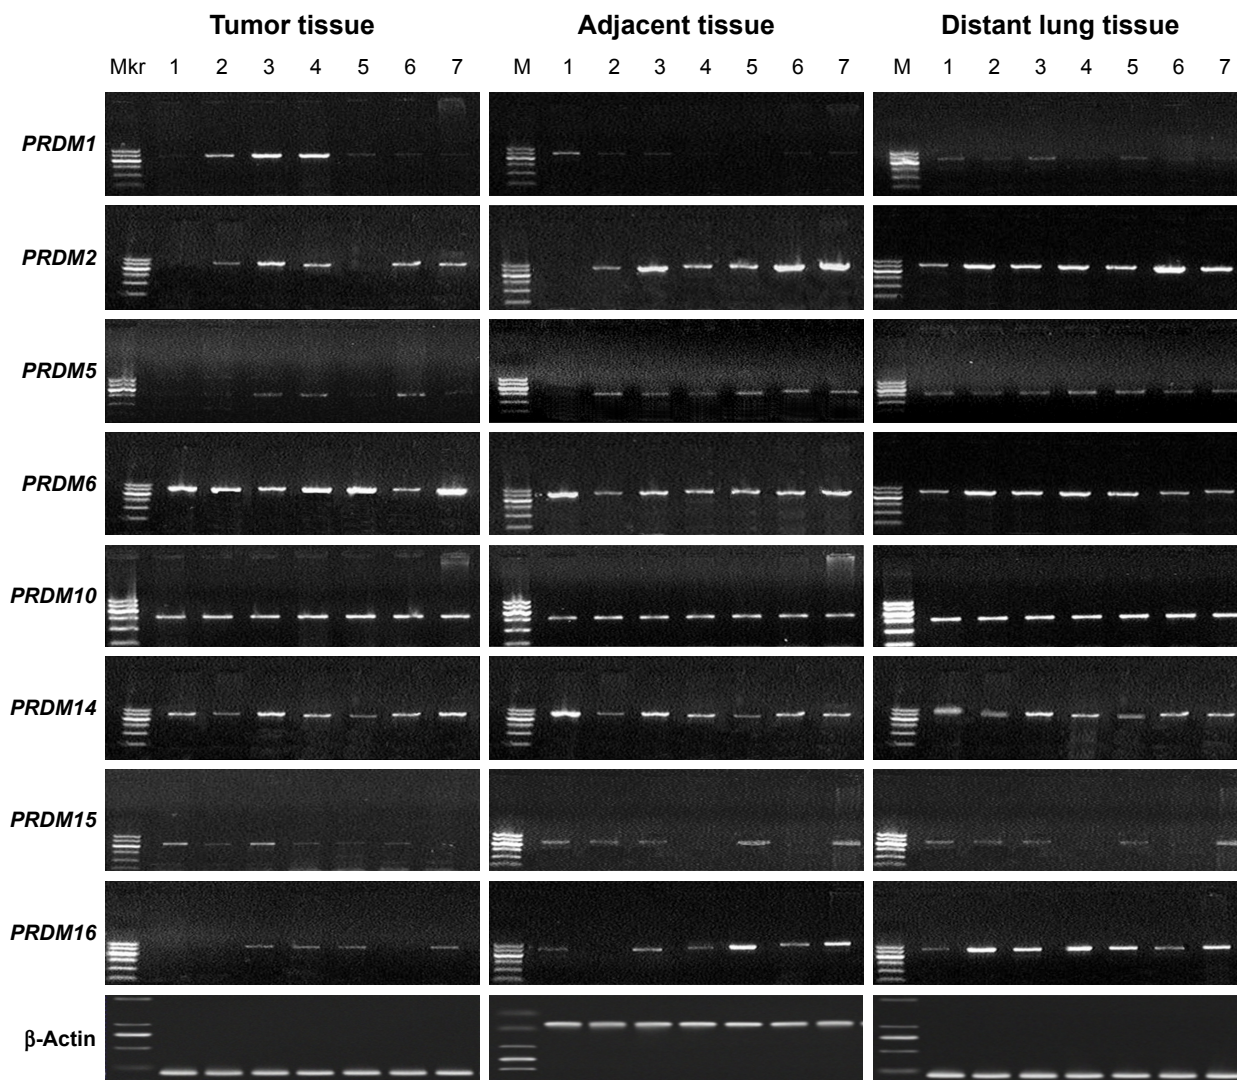 Tumor tissue Adjacent tissue Distant lung tissue
Mkr 1 2 3 4 5 6 7 M 1 2 3 4 5 6 7 M 1 2 3 4 5 6 7
PRDM1
PRDM2
PRDM5
PRDM6
PRDM10
PRDM14
PRDM15
PRDM16
β-Actin